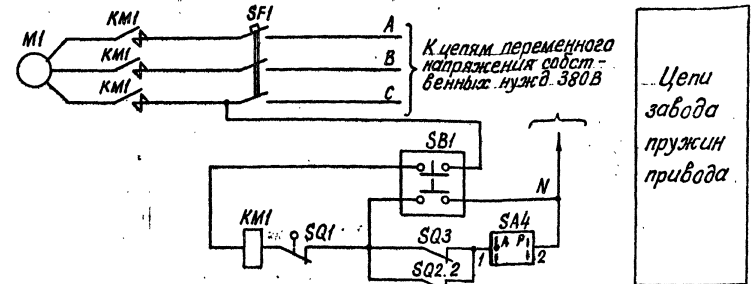 KM1
SF1
A
M1
KM1
B
KM1
C
К цепям переменного
напряжения собст-
венных нужд 380В
Цепи
завода
пружин
привода
SB1
N
KM1
SQ1
SQ3
SA4
А Р
1
2
SQ2.2